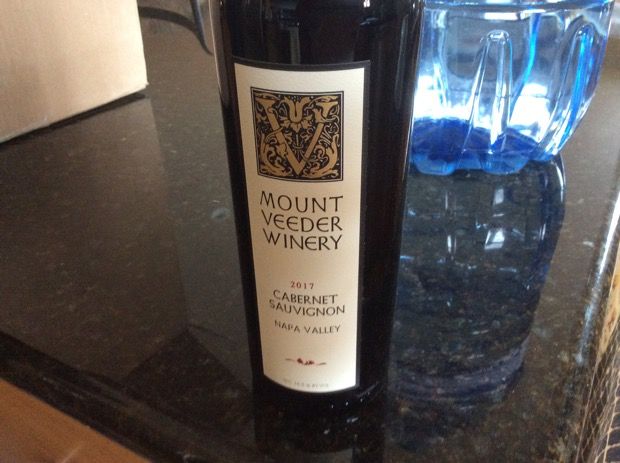 V
MOUNT
VEEDER
WINERY
2017
CABERNET
SAUVIGNON
NAPA VALLEY